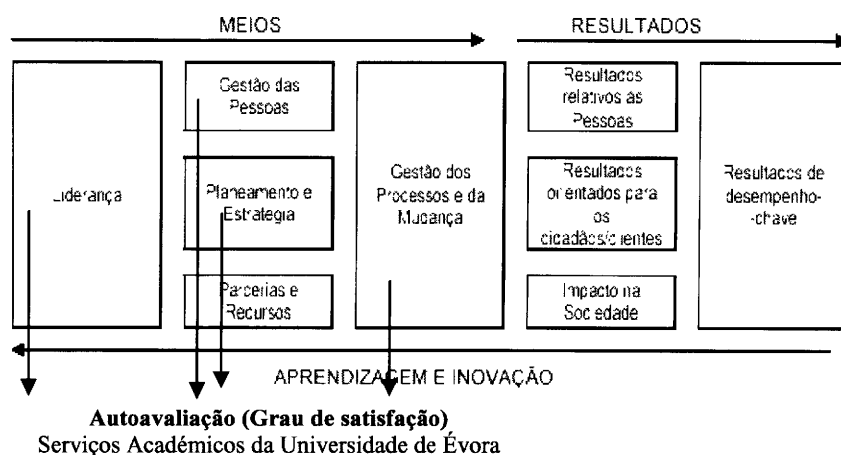 MEIOS
RESULTADOS
Liderança
Gestão das
Pessoas
Planeamento e
Estrategia
Parcerias e
Recursos
Gestão dos
Processos e da
Mudança
Resultados
relativos às
Pessoas
Resultados
orientados para
os
cidadãos/clientes
Impacto na
Sociedade
Resultados de
desempenho-
-chave
APRENDIZAGEM E INOVAÇÃO
Autoavaliação (Grau de satisfação)
Serviços Académicos da Universidade de Évora